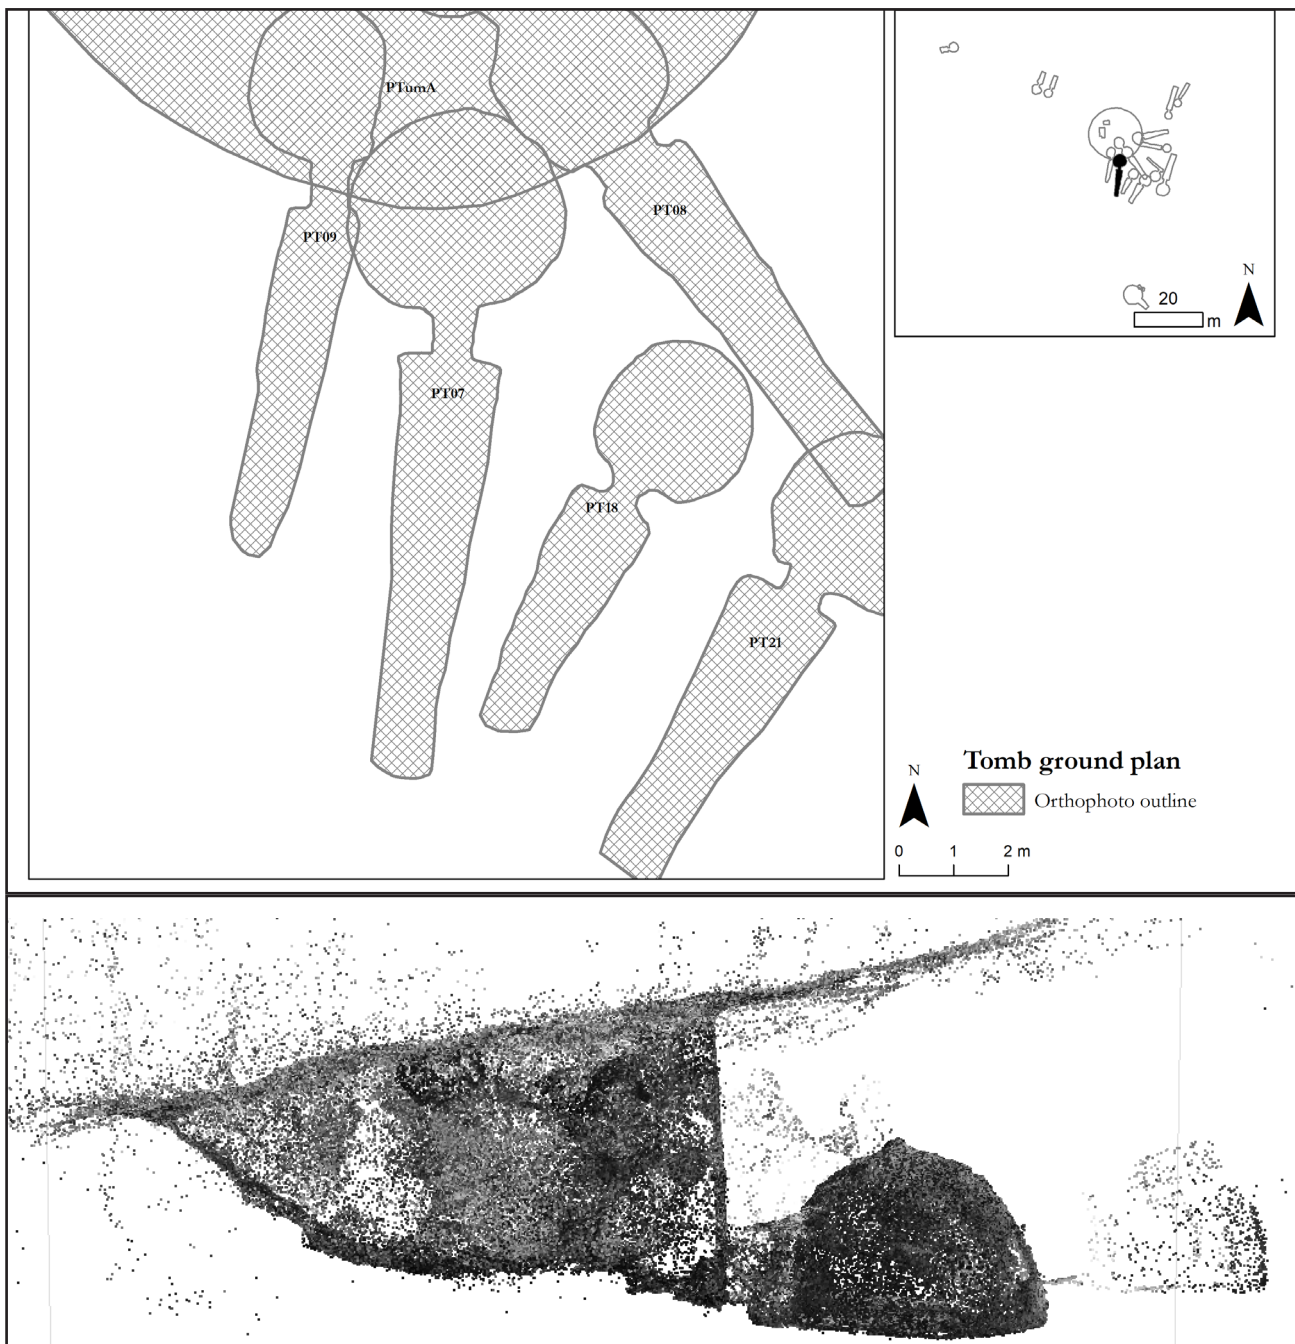 PTumA
PT09
PT08
PT07
PT18
PT21
N
20
m
Tomb ground plan
N
Orthophoto outline
0 1 2 m